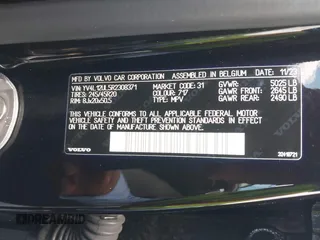 MFD BY VOLVO CAR CORPORATION ASSEMBLED IN BELGIUM 11/23
VIN: YV4L12UL5R2308371 MARKET CODE: 31 GVWR: 5025 LB
TIRES: 245/45R20 COLOUR: 717 GAWR FRONT: 2645 LB
RIM: 8.0x20x50.5 TYPE: MPV GAWR REAR: 2490 LB
THIS VEHICLE CONFORMS TO ALL APPLICABLE FEDERAL MOTOR
VEHICLE SAFETY AND THEFT PREVENTION STANDARDS IN EFFECT
ON THE DATE OF MANUFACTURE SHOWN ABOVE.
VOLVO
DREAMBID